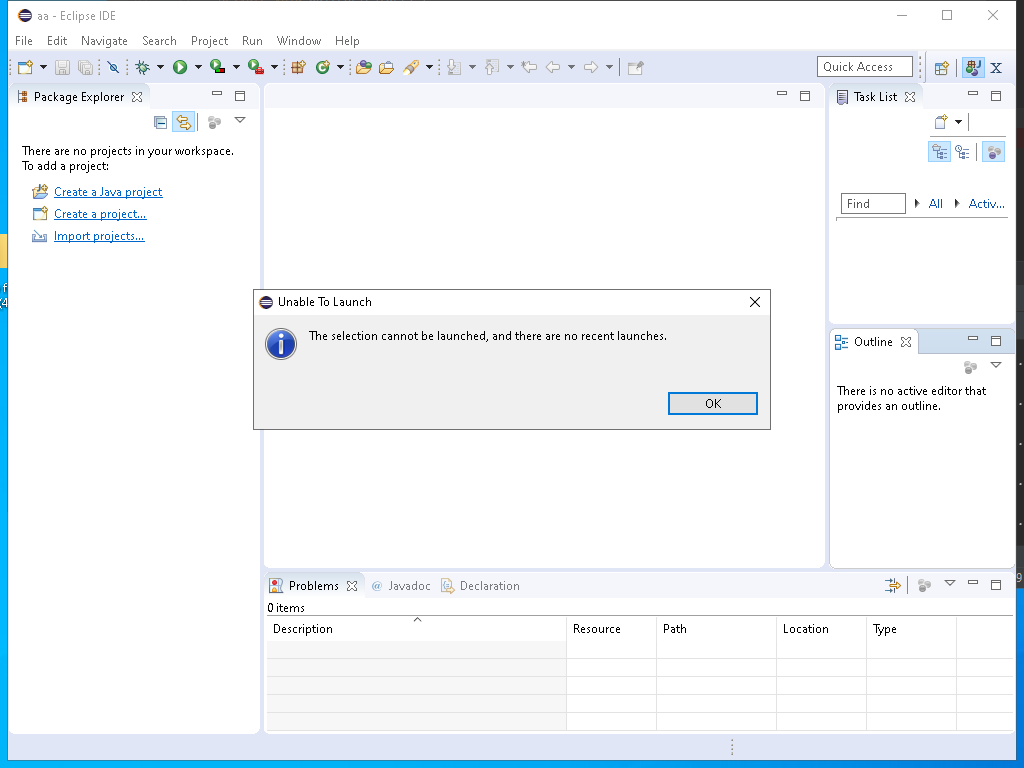 aa - Eclipse IDE
File Edit Navigate Search Project Run Window Help
Quick Access
Package Explorer
There are no projects in your workspace.
To add a project:
Create a Java project
Create a project...
Import projects...
Task List
Find All Activ...
Unable To Launch
The selection cannot be launched, and there are no recent launches.
OK
Outline
There is no active editor that
provides an outline.
Problems @ Javadoc Declaration
0 items
Description Resource Path Location Type